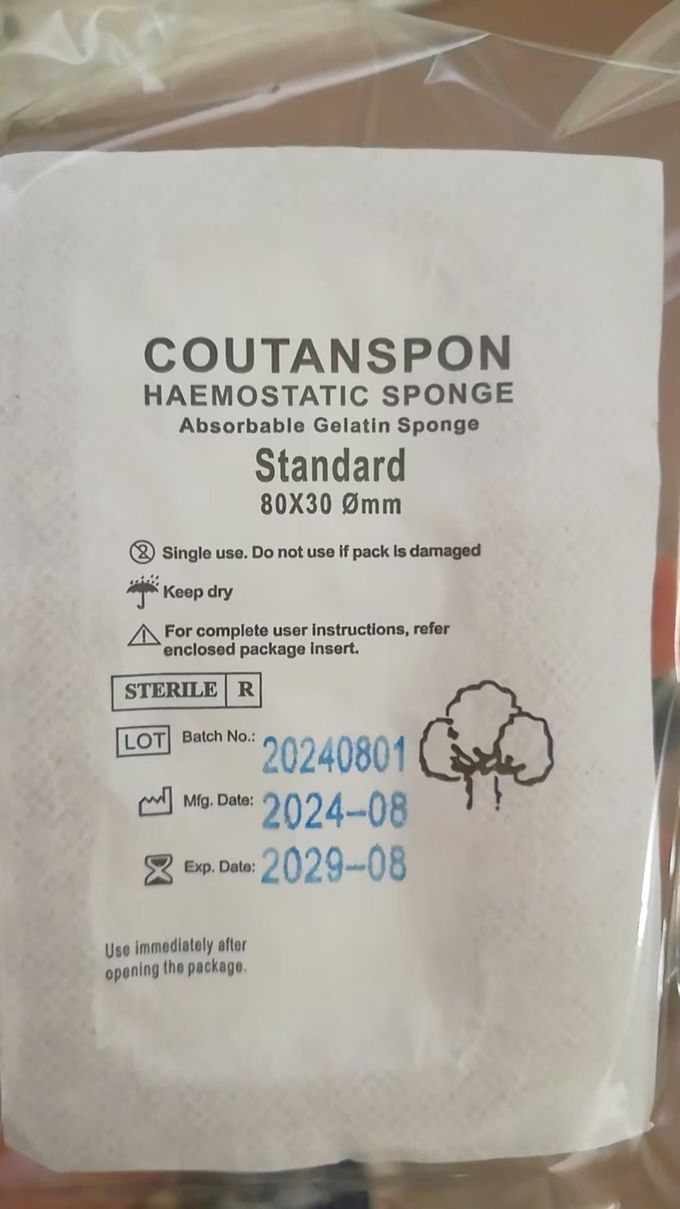 COUTANSPON
HAEMOSTATIC SPONGE
Absorbable Gelatin Sponge
Standard
80X30 Ømm
Single use. Do not use if pack is damaged
Keep dry
For complete user instructions, refer
enclosed package insert.
STERILE R
LOT Batch No.: 20240801
Mfg. Date: 2024-08
Exp. Date: 2029-08
Use immediately after
opening the package.